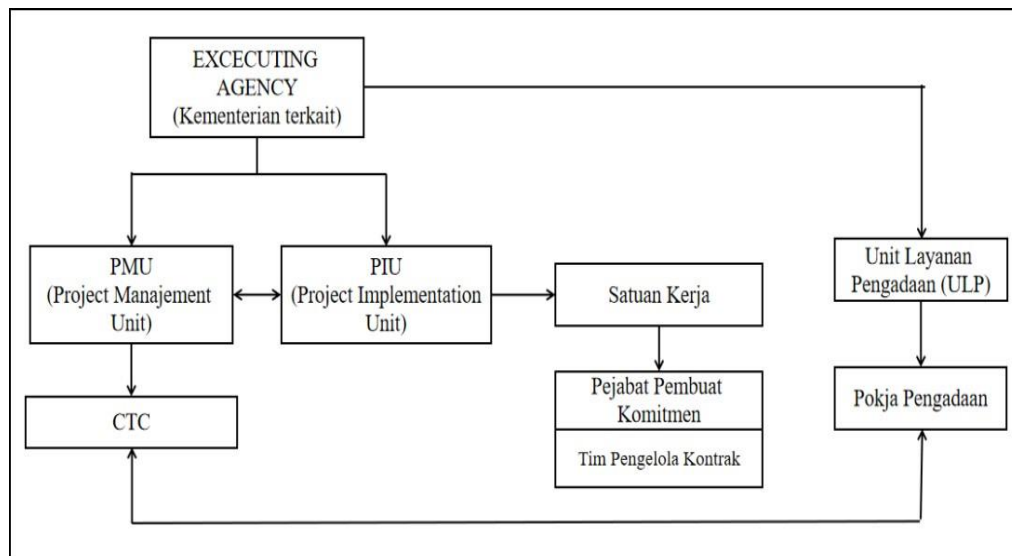 EXCECUTING
AGENCY
(Kementerian terkait)
PMU
(Project Manajement
Unit)
PIU
(Project Implementation
Unit)
Satuan Kerja
Unit Layanan
Pengadaan (ULP)
CTC
Pejabat Pembuat
Komitmen
Tim Pengelola Kontrak
Pokja Pengadaan